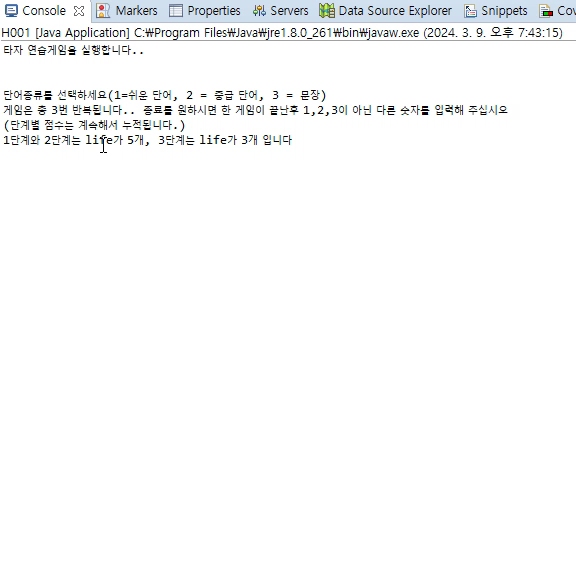 Console Markers Properties Servers Data Source Explorer Snippets Cov
H001 [Java Application] C:₩Program Files₩Java₩jre1.8.0_261₩bin₩javaw.exe (2024. 3. 9. 오후 7:43:15)
타자 연습게임을 실행합니다..
단어종류를 선택하세요(1=쉬운 단어, 2 = 중급 단어, 3 = 문장)
게임은 총 3번 반복됩니다.. 종료를 원하시면 한 게임이 끝난후 1,2,3이 아닌 다른 숫자를 입력해 주십시오
(단계별 점수는 계속해서 누적됩니다.)
1단계와 2단계는 life가 5개, 3단계는 life가 3개 입니다